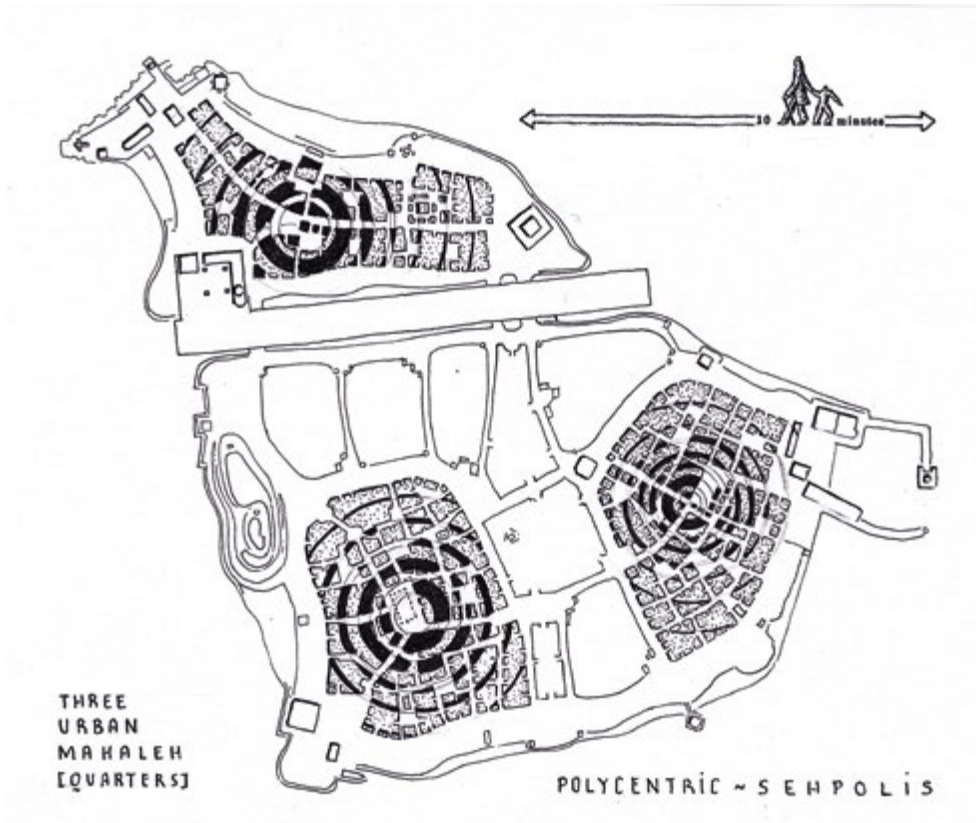 10 minutes
THREE
URBAN
MAHALEH
[QUARTERS]
POLYCENTRIC ~ SEHPOLIS